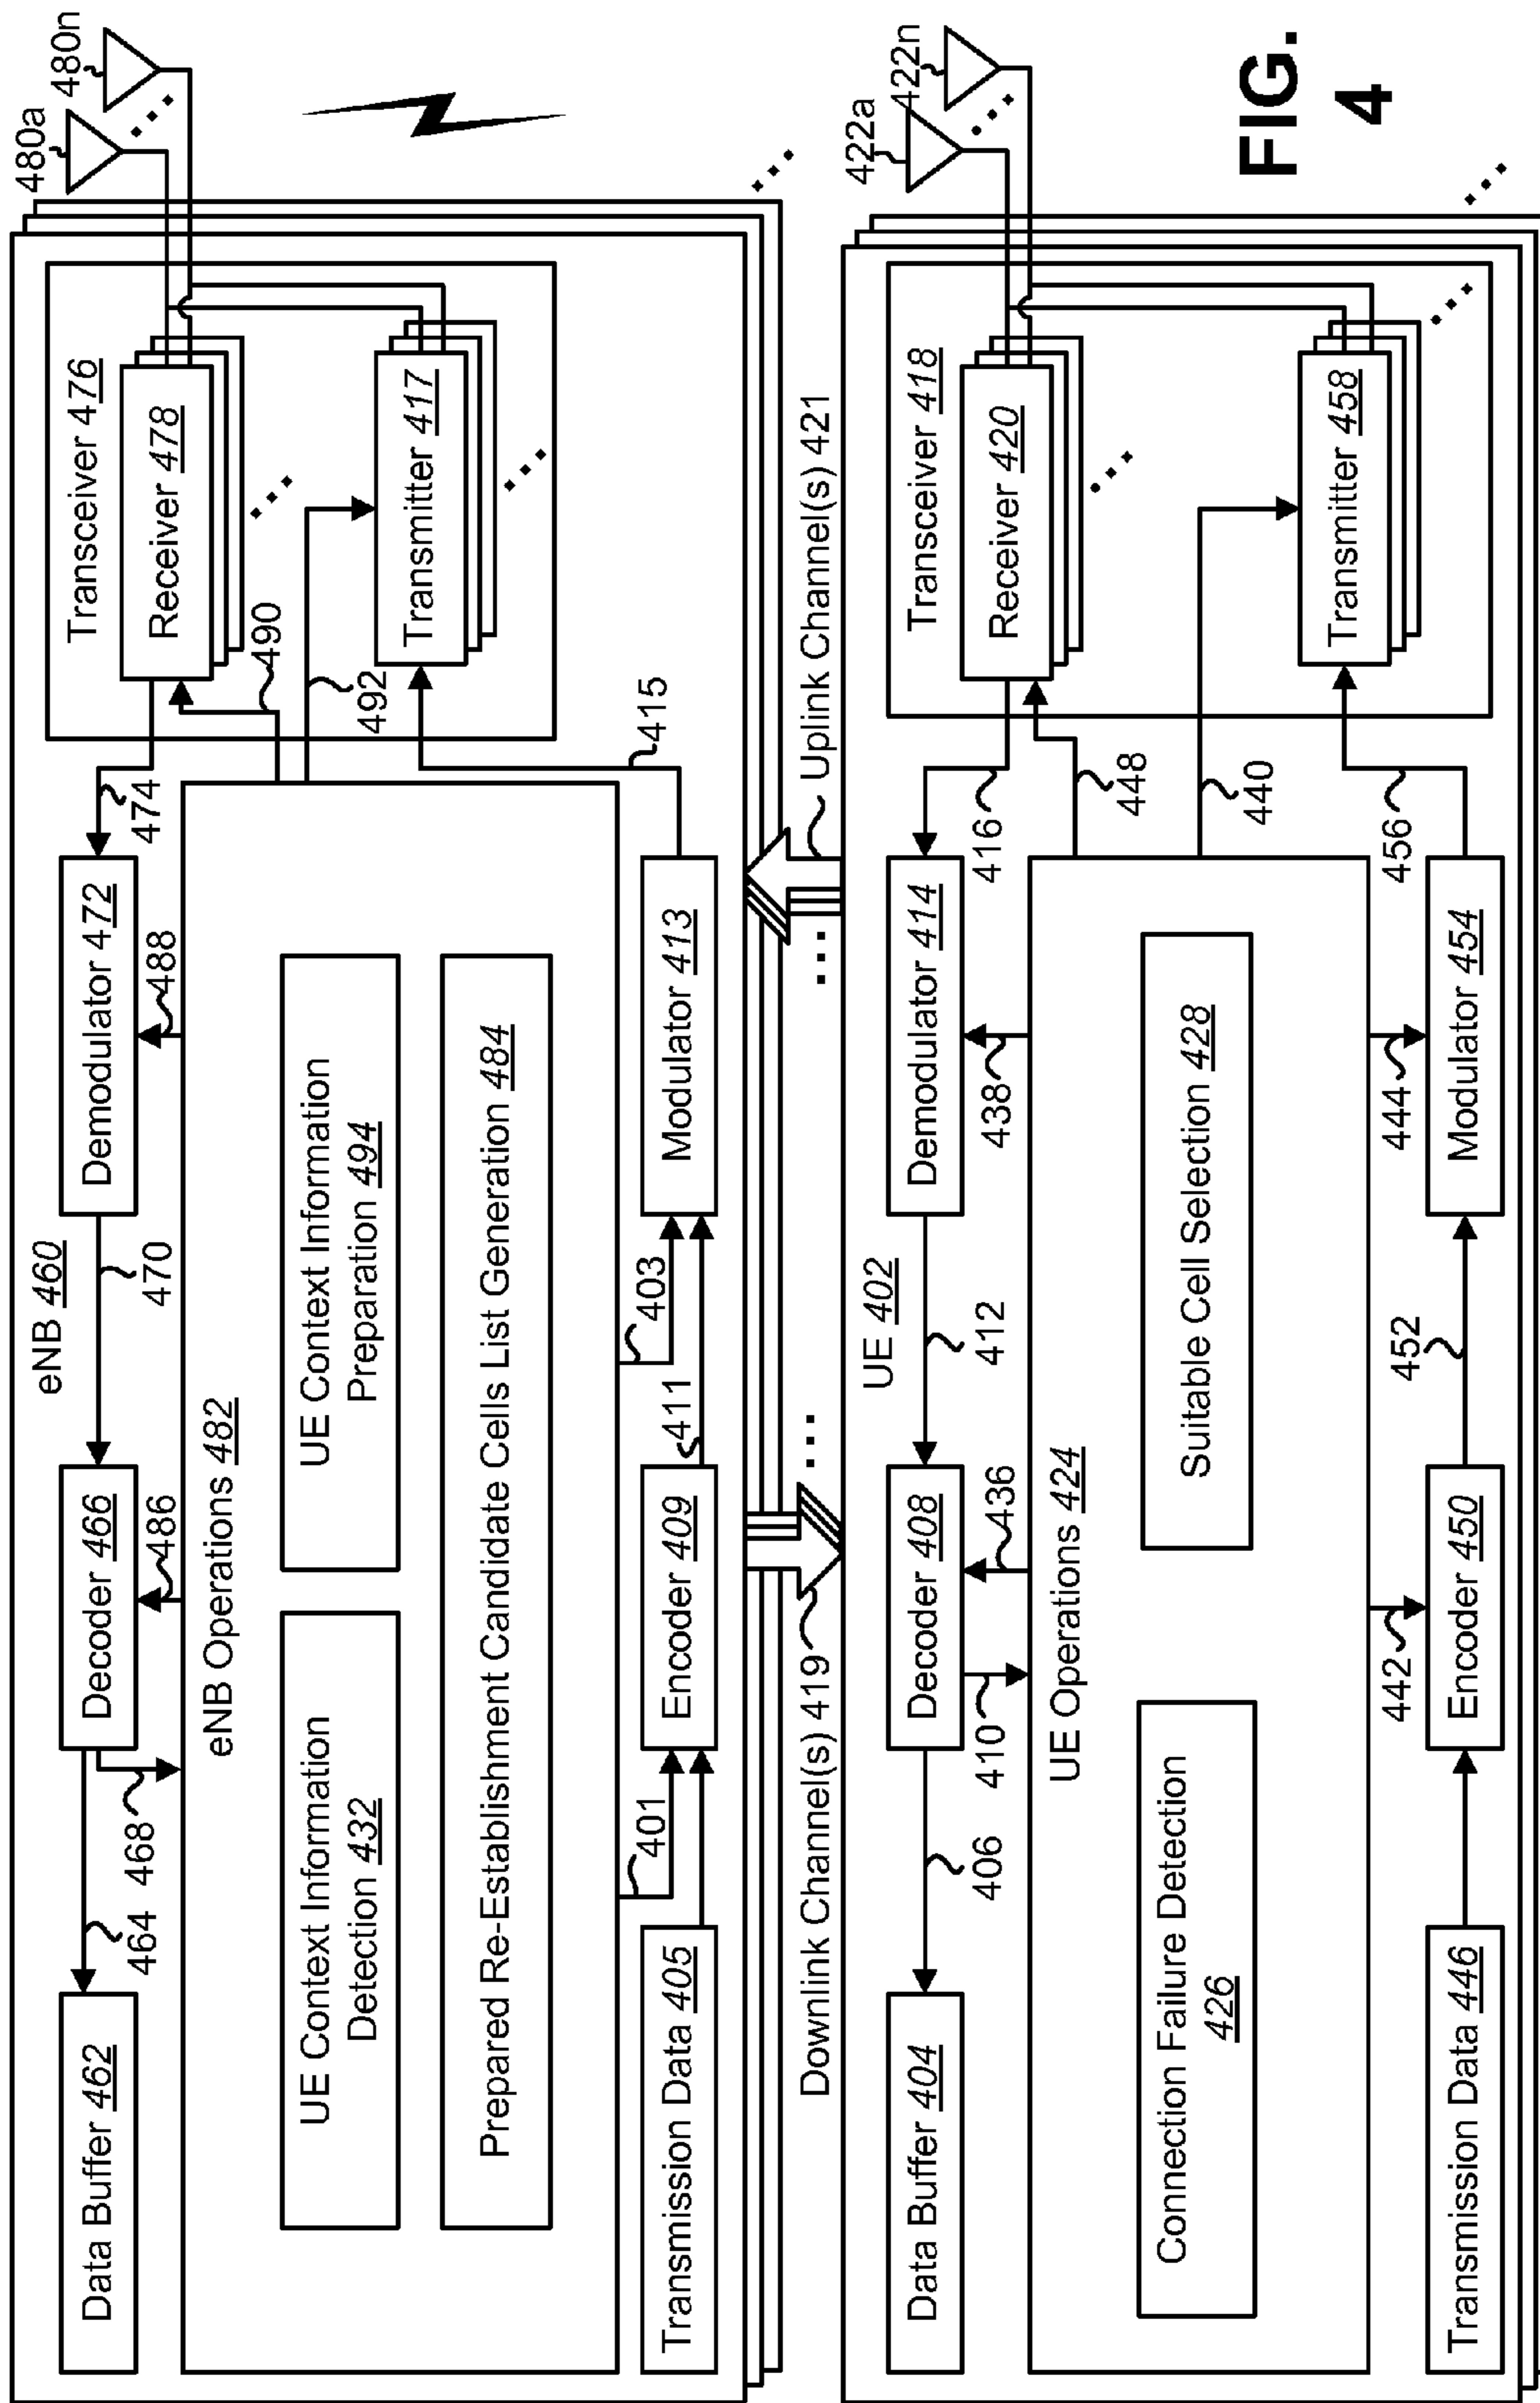 eNB 460
Data Buffer 462
464
468
Decoder 466
486
470
Demodulator 472
488
474
Transceiver 476
Receiver 478
490
492
Transmitter 417
480a
480n
eNB Operations 482
UE Context Information
Detection 432
UE Context Information
Preparation 494
Prepared Re-Establishment Candidate Cells List Generation 484
401
403
Transmission Data 405
Encoder 409
411
Modulator 413
415
Downlink Channel(s) 419
Uplink Channel(s) 421
UE 402
Data Buffer 404
406
Decoder 408
410
436
412
Demodulator 414
438
416
448
Transceiver 418
Receiver 420
440
Transmitter 458
422a
422n
UE Operations 424
Connection Failure Detection
426
Suitable Cell Selection 428
442
444
Transmission Data 446
Encoder 450
452
Modulator 454
456
FIG.
4